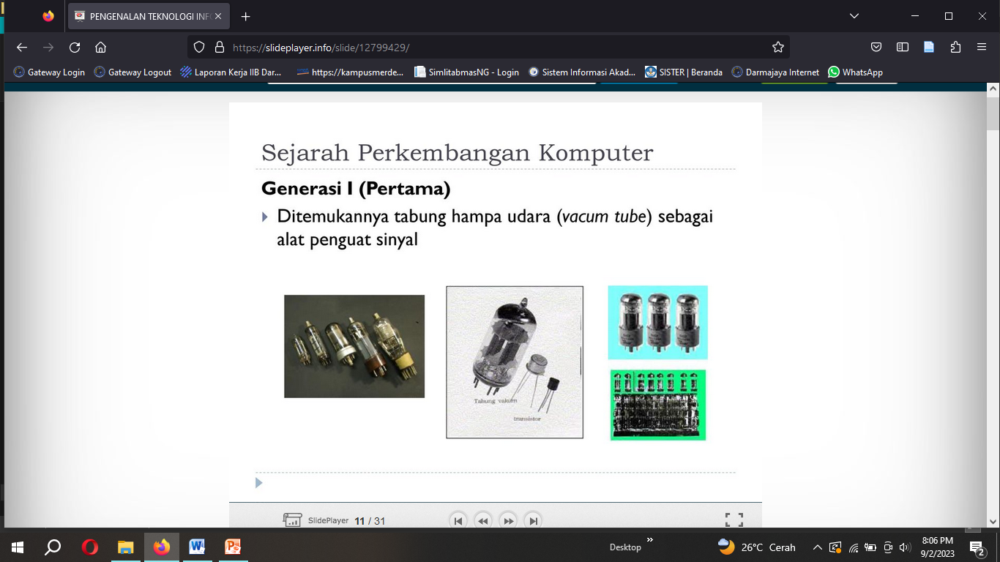 PENGENALAN TEKNOLOGI INFO
https://slideplayer.info/slide/12799429/
Gateway Login
Gateway Logout
Laporan Kerja IIB Dar...
https://kampusmerde...
SimlitabmasNG - Login
Sistem Informasi Akad...
SISTER | Beranda
Darmajaya Internet
WhatsApp
Sejarah Perkembangan Komputer
Generasi I (Pertama)
Ditemukannya tabung hampa udara (vacum tube) sebagai
alat penguat sinyal
Tabung vakum
transistor
SlidePlayer 11 / 31
Desktop
26°C Cerah
8:06 PM
9/2/2023
2